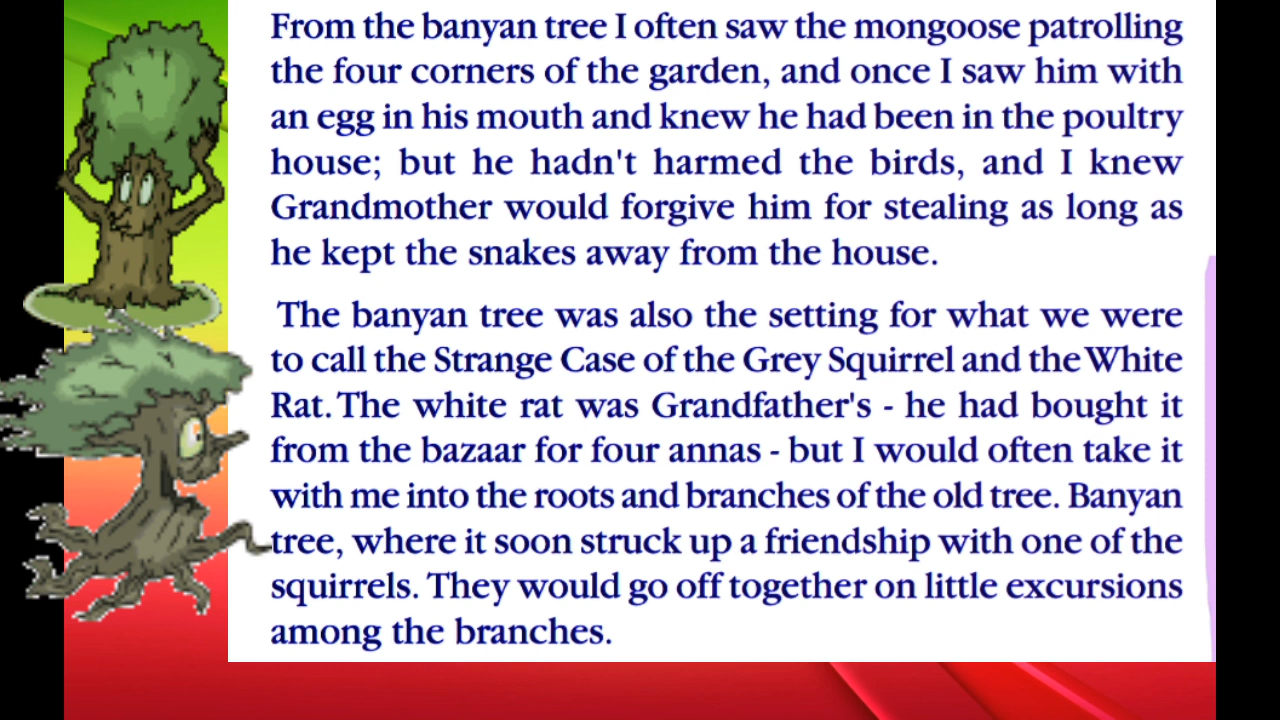 From the banyan tree I often saw the mongoose patrolling
the four corners of the garden, and once I saw him with
an egg in his mouth and knew he had been in the poultry
house; but he hadn't harmed the birds, and I knew
Grandmother would forgive him for stealing as long as
he kept the snakes away from the house.
The banyan tree was also the setting for what we were
to call the Strange Case of the Grey Squirrel and the White
Rat. The white rat was Grandfather's - he had bought it
from the bazaar for four annas - but I would often take it
with me into the roots and branches of the old tree. Banyan
tree, where it soon struck up a friendship with one of the
squirrels. They would go off together on little excursions
among the branches.